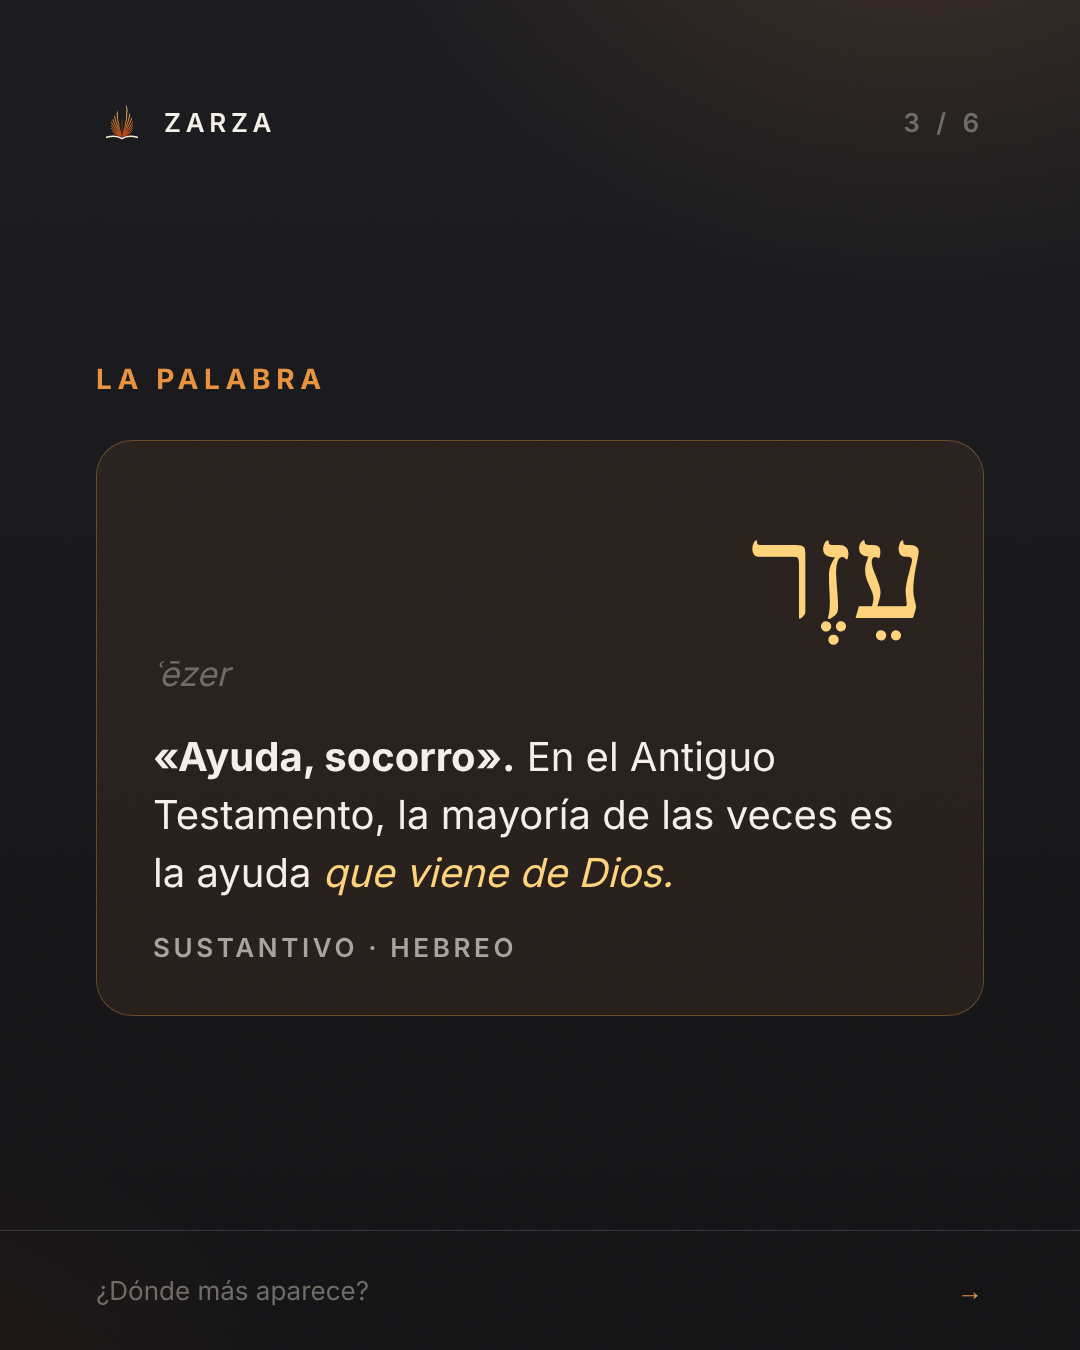 ZARZA
3 / 6
LA PALABRA
עֵזֶר
ʿēzer
«Ayuda, socorro». En el Antiguo
Testamento, la mayoría de las veces es
la ayuda que viene de Dios.
SUSTANTIVO · HEBREO
¿Dónde más aparece?
→